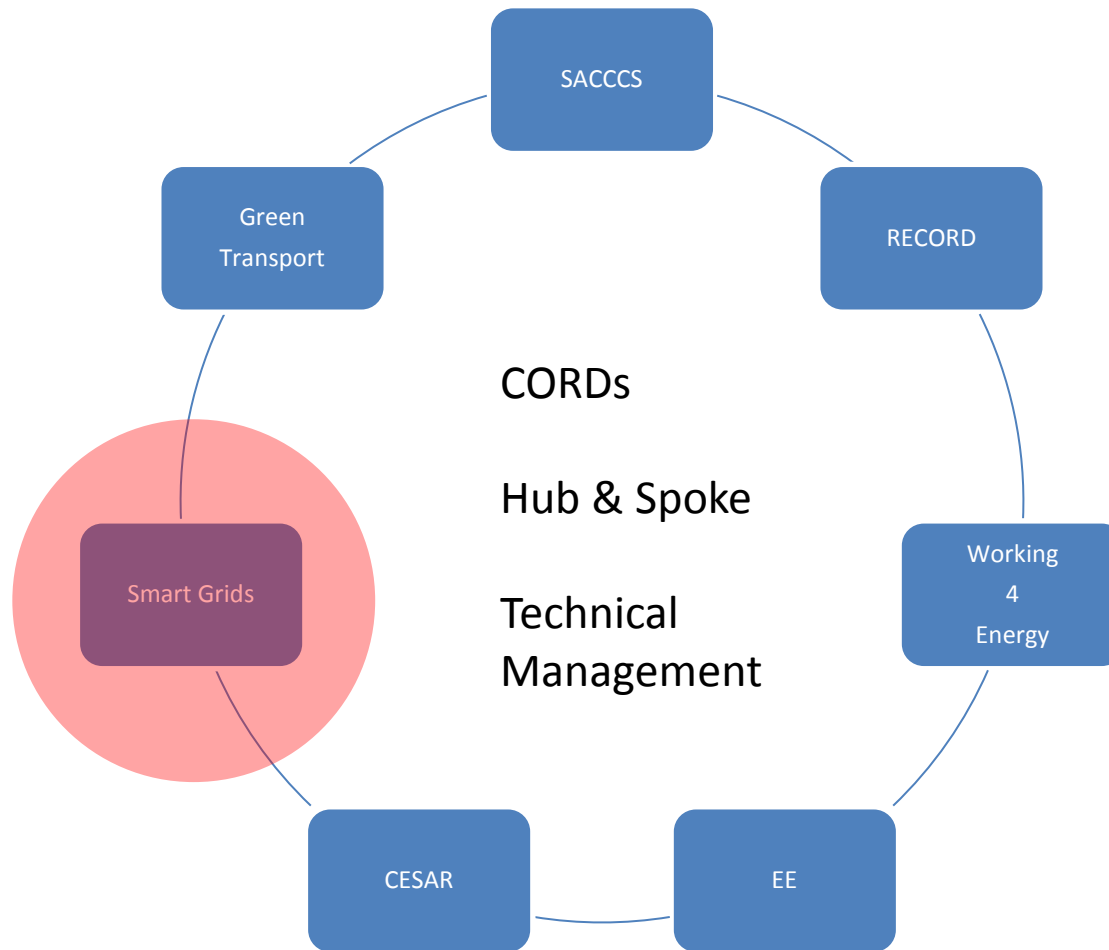 SACCCS
Green
Transport
RECORD
CORDs
Hub & Spoke
Technical
Management
Smart Grids
Working
4
Energy
CESAR
EE